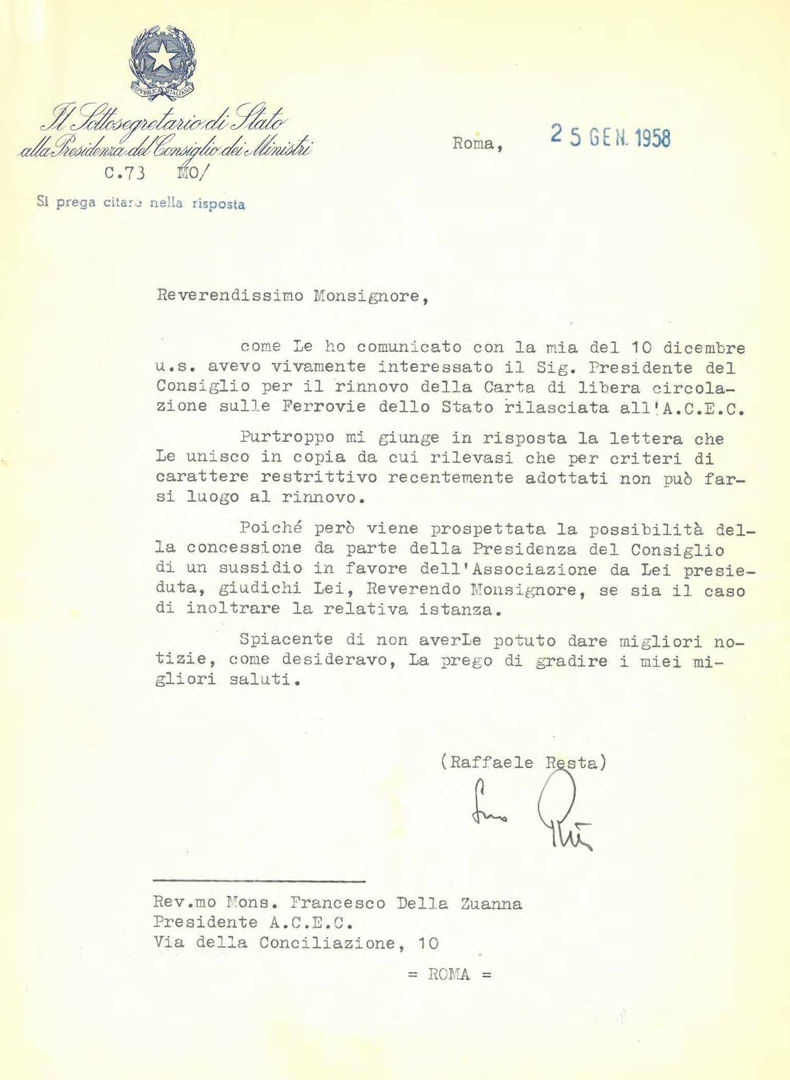 REPVBBLICA ITALIANA
Il Sottosegretario di Stato
alla Presidenza del Consiglio dei Ministri
C.73 MO/
Si prega citare nella risposta
Roma, 25 GEN. 1958
Reverendissimo Monsignore,
come Le ho comunicato con la mia del 10 dicembre
u.s. avevo vivamente interessato il Sig. Presidente del
Consiglio per il rinnovo della Carta di libera circola-
zione sulle Ferrovie dello Stato rilasciata all'A.C.E.C.
Purtroppo mi giunge in risposta la lettera che
Le unisco in copia da cui rilevasi che per criteri di
carattere restrittivo recentemente adottati non può far-
si luogo al rinnovo.
Poiché però viene prospettata la possibilità del-
la concessione da parte della Presidenza del Consiglio
di un sussidio in favore dell'Associazione da Lei presie-
duta, giudichi Lei, Reverendo Monsignore, se sia il caso
di inoltrare la relativa istanza.
Spiacente di non averLe potuto dare migliori no-
tizie, come desideravo, La prego di gradire i miei mi-
gliori saluti.
(Raffaele Resta)
Rev.mo Mons. Francesco Della Zuanna
Presidente A.C.E.C.
Via della Conciliazione, 10
= ROMA =